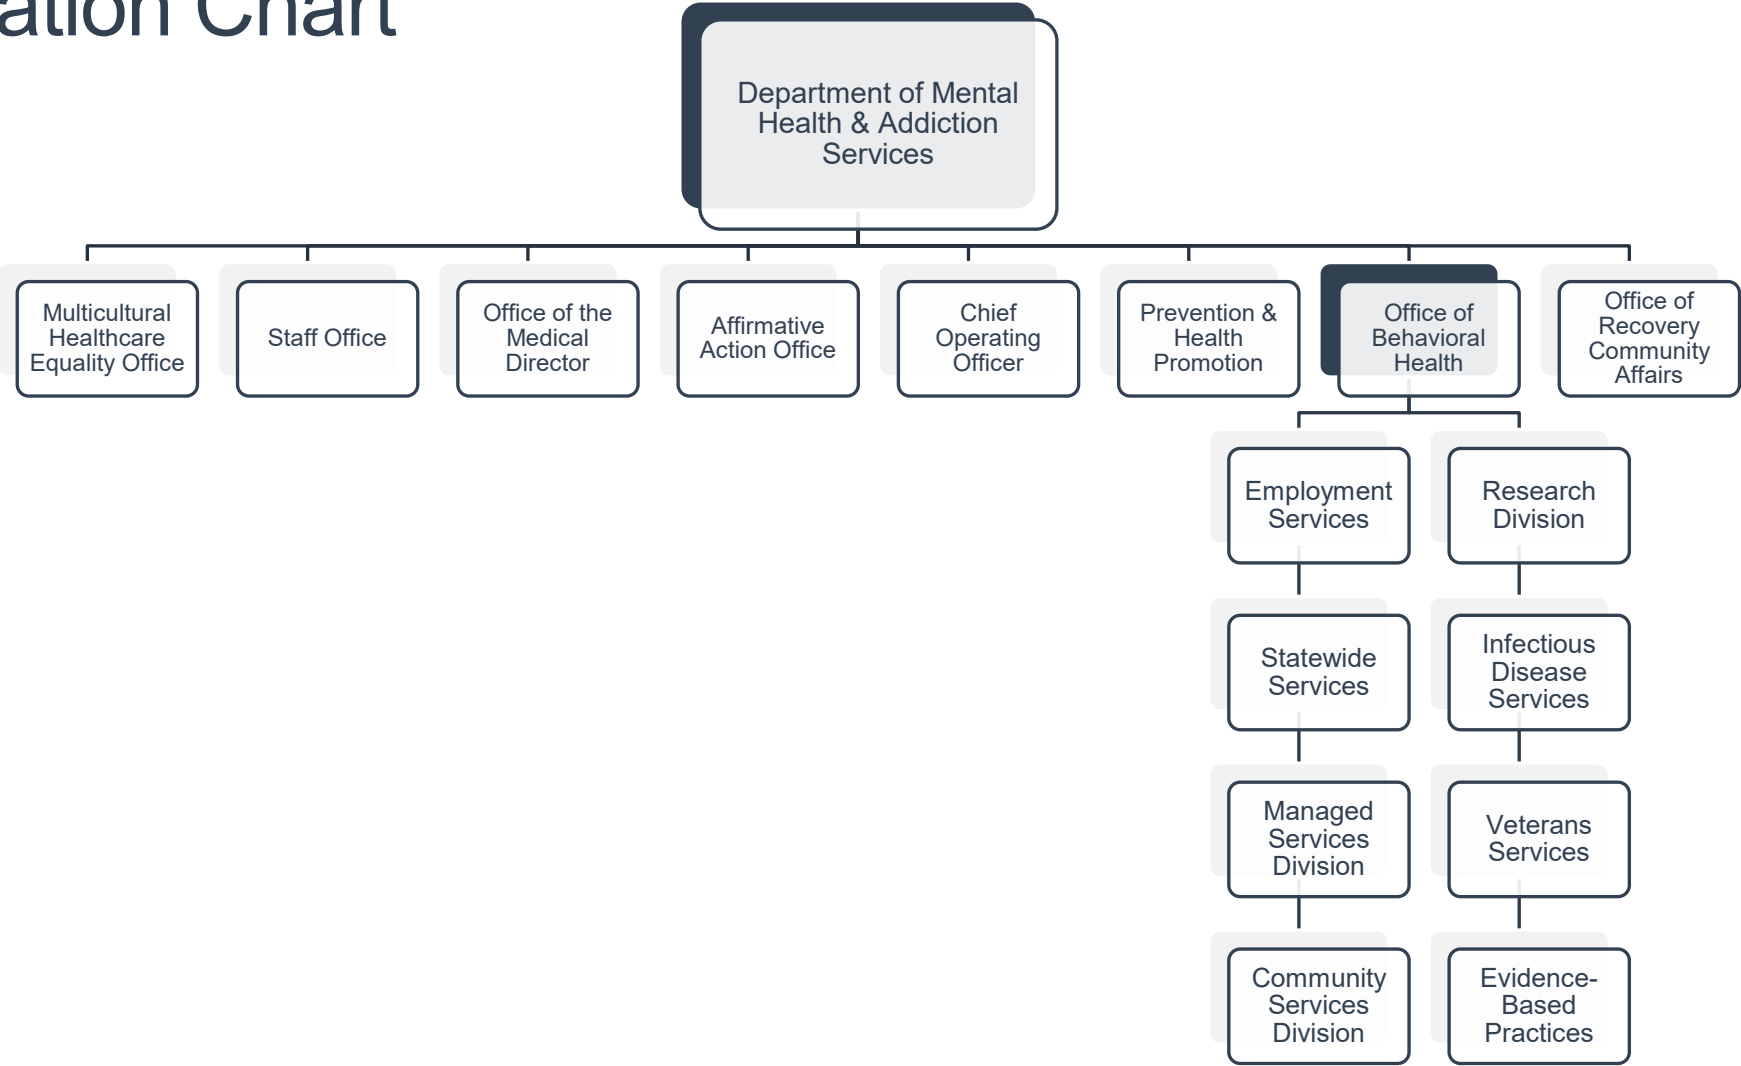 ation Chart
Department of Mental
Health & Addiction
Services
Multicultural
Healthcare
Equality Office
Staff Office
Office of the
Medical
Director
Affirmative
Action Office
Chief
Operating
Officer
Prevention &
Health
Promotion
Office of
Behavioral
Health
Office of
Recovery
Community
Affairs
Employment
Services
Research
Division
Statewide
Services
Infectious
Disease
Services
Managed
Services
Division
Veterans
Services
Community
Services
Division
Evidence-
Based
Practices